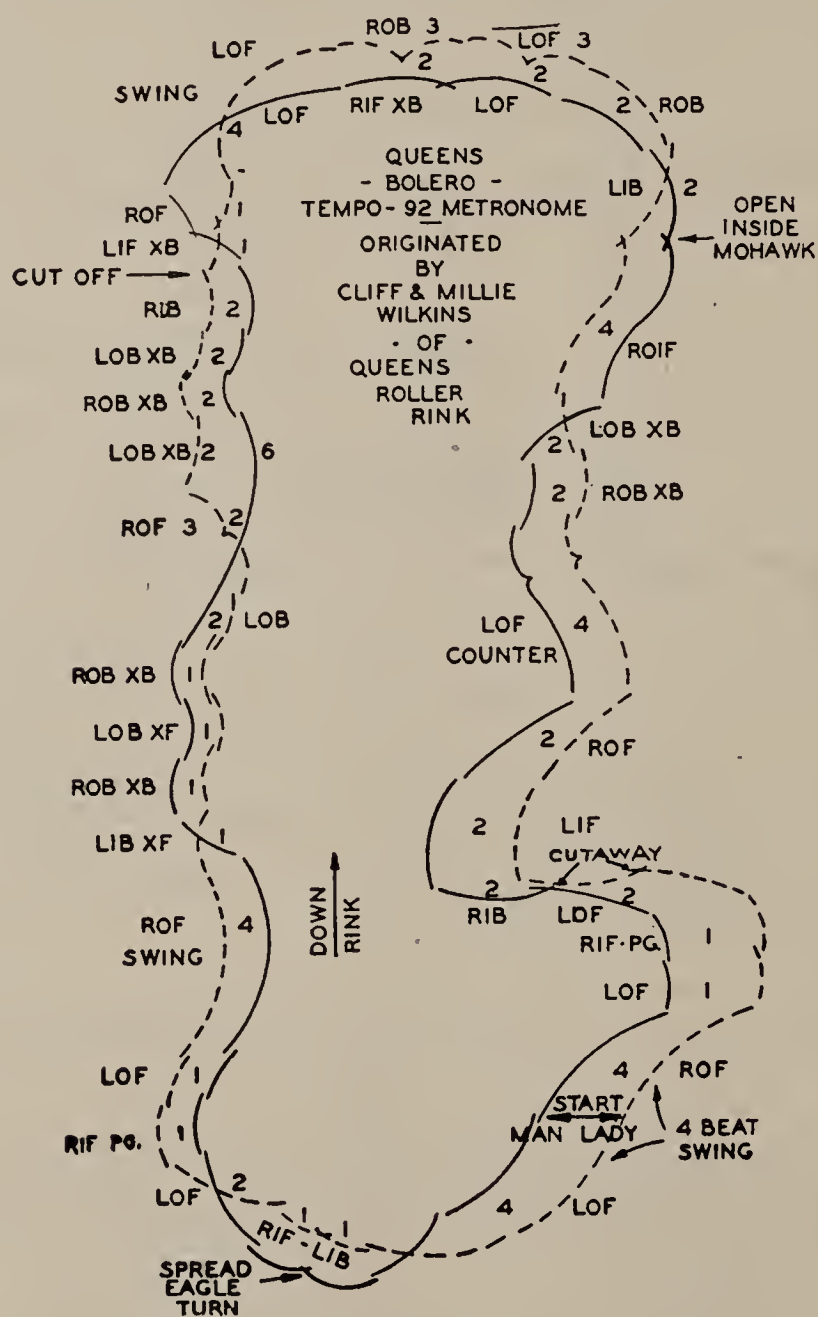 ROB 3
LOF 3
LOF
2
2
SWING
2
ROB
4
LOF
RIF XB
LOF
QUEENS
- BOLERO -
TEMPO - 92 METRONOME
ORIGINATED
BY
CLIFF & MILLIE
WILKINS
- OF -
QUEENS
ROLLER
RINK
LIB
2
OPEN
INSIDE
MOHAWK
ROF
1
LIF XB
1
CUT OFF
RIB
2
4
ROIF
LOB XB
2
ROB XB
2
LOB XB
2
LOB XB
2
6
2
ROB XB
ROF 3
2
2
LOB
LOF
COUNTER
4
ROB XB
1
LOB XF
1
2
ROF
ROB XB
1
LIB XF
1
2
LIF
CUTAWAY
2
RIB
LOF
2
ROF
SWING
4
DOWN
RINK
RIF-PG.
1
LOF
1
LOF
1
4
ROF
START
MAN LADY
4 BEAT
SWING
RIF PG.
1
LOF
2
1
1
4
LOF
RIF-LIB
SPREAD
EAGLE
TURN